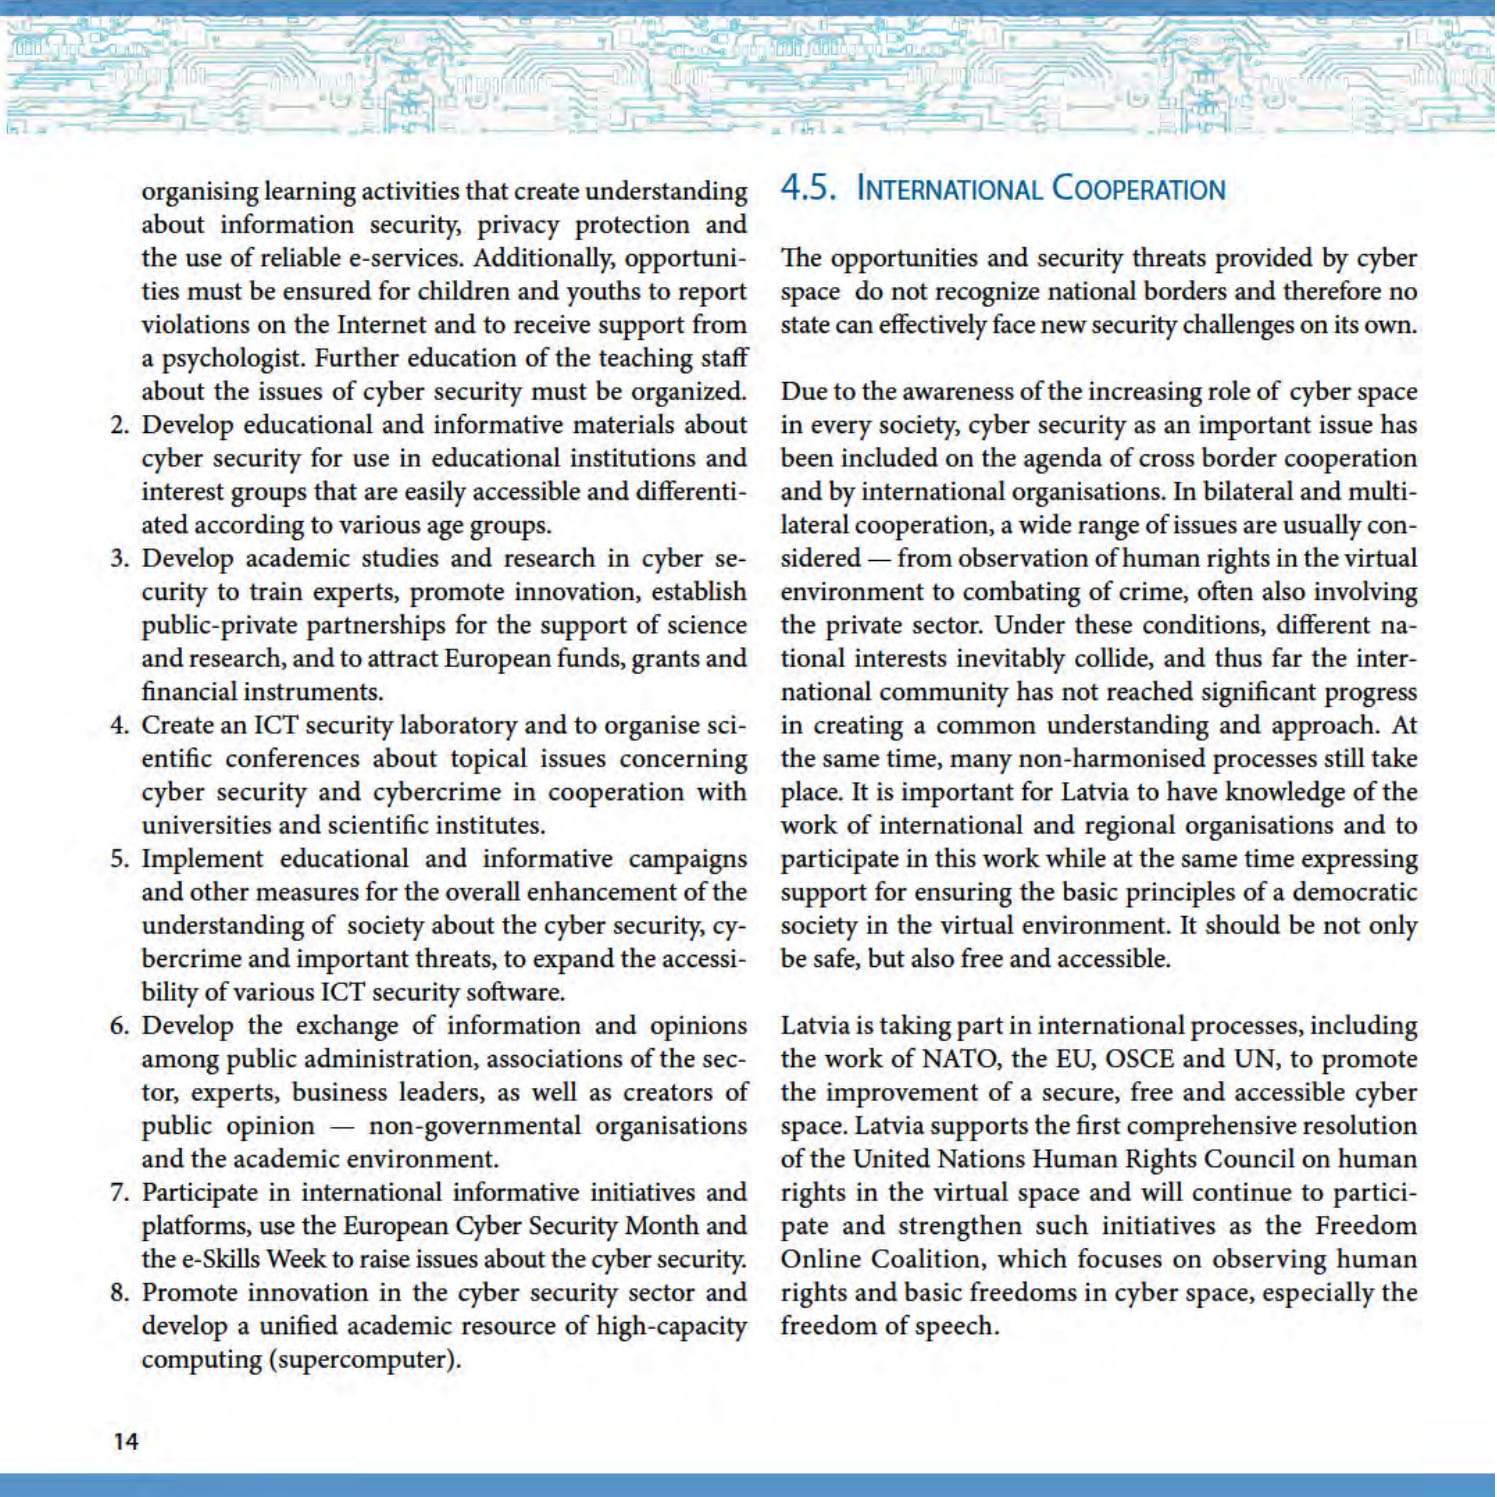 organising learning activities that create understanding
about information security, privacy protection and
the use of reliable e-services. Additionally, opportuni-
ties must be ensured for children and youths to report
violations on the Internet and to receive support from
a psychologist. Further education of the teaching staff
about the issues of cyber security must be organized.
2. Develop educational and informative materials about
cyber security for use in educational institutions and
interest groups that are easily accessible and differenti-
ated according to various age groups.
3. Develop academic studies and research in cyber se-
curity to train experts, promote innovation, establish
public-private partnerships for the support of science
and research, and to attract European funds, grants and
financial instruments.
4. Create an ICT security laboratory and to organise sci-
entific conferences about topical issues concerning
cyber security and cybercrime in cooperation with
universities and scientific institutes.
5. Implement educational and informative campaigns
and other measures for the overall enhancement of the
understanding of society about the cyber security, cy-
bercrime and important threats, to expand the accessi-
bility of various ICT security software.
6. Develop the exchange of information and opinions
among public administration, associations of the sec-
tor, experts, business leaders, as well as creators of
public opinion — non-governmental organisations
and the academic environment.
7. Participate in international informative initiatives and
platforms, use the European Cyber Security Month and
the e-Skills Week to raise issues about the cyber security.
8. Promote innovation in the cyber security sector and
develop a unified academic resource of high-capacity
computing (supercomputer).
4.5. International Cooperation
The opportunities and security threats provided by cyber
space do not recognize national borders and therefore no
state can effectively face new security challenges on its own.
Due to the awareness of the increasing role of cyber space
in every society, cyber security as an important issue has
been included on the agenda of cross border cooperation
and by international organisations. In bilateral and multi-
lateral cooperation, a wide range of issues are usually con-
sidered — from observation of human rights in the virtual
environment to combating of crime, often also involving
the private sector. Under these conditions, different na-
tional interests inevitably collide, and thus far the inter-
national community has not reached significant progress
in creating a common understanding and approach. At
the same time, many non-harmonised processes still take
place. It is important for Latvia to have knowledge of the
work of international and regional organisations and to
participate in this work while at the same time expressing
support for ensuring the basic principles of a democratic
society in the virtual environment. It should be not only
be safe, but also free and accessible.
Latvia is taking part in international processes, including
the work of NATO, the EU, OSCE and UN, to promote
the improvement of a secure, free and accessible cyber
space. Latvia supports the first comprehensive resolution
of the United Nations Human Rights Council on human
rights in the virtual space and will continue to partici-
pate and strengthen such initiatives as the Freedom
Online Coalition, which focuses on observing human
rights and basic freedoms in cyber space, especially the
freedom of speech.
14